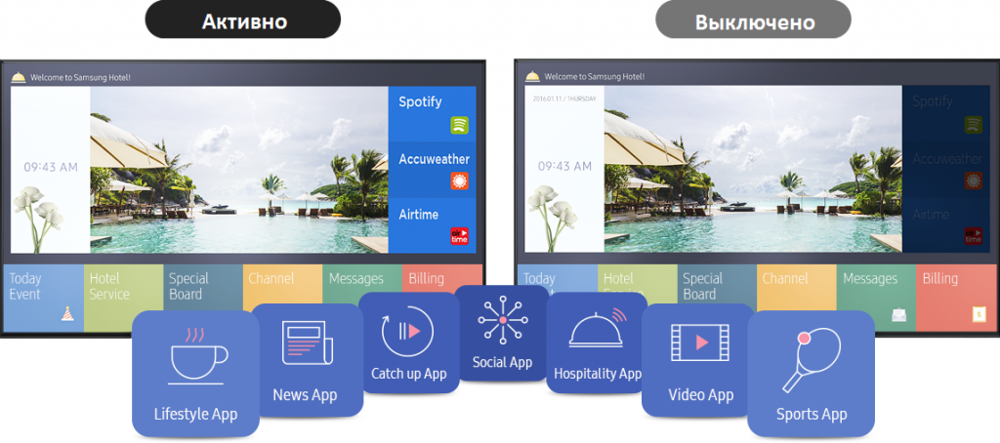 Активно
Выключено
Welcome to Samsung Hotel!
09:43 AM
Spotify
Accuweather
Airtime
Today
Event
Hotel
Service
Special
Board
Channel
Messages
Billing
Welcome to Samsung Hotel!
2016.01.11 / THURSDAY
09:43 AM
Spotify
Accuweather
Airtime
Today
Hotel
Special
Board
Channel
Messages
Billing
Lifestyle App
News App
Catch up App
Social App
Hospitality App
Video App
Sports App